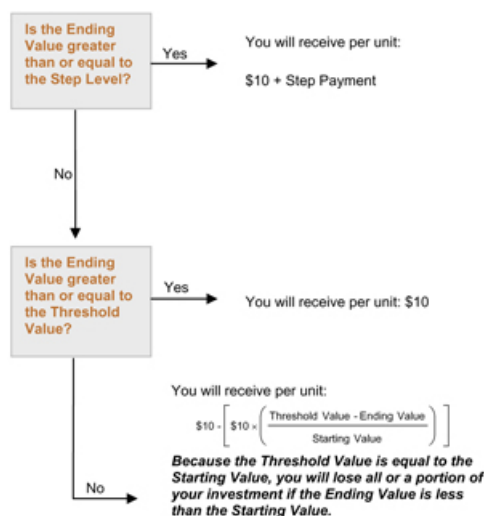 Is the Ending
Value greater
than or equal to
the Step Level?
Yes
You will receive per unit:
$10 + Step Payment
No
Is the Ending
Value greater
than or equal to
the Threshold
Value?
Yes
You will receive per unit: $10
You will receive per unit:
$10 - [ $10 × ( Threshold Value - Ending Value / Starting Value ) ]
Because the Threshold Value is equal to the
Starting Value, you will lose all or a portion of
your investment if the Ending Value is less
than the Starting Value.
No